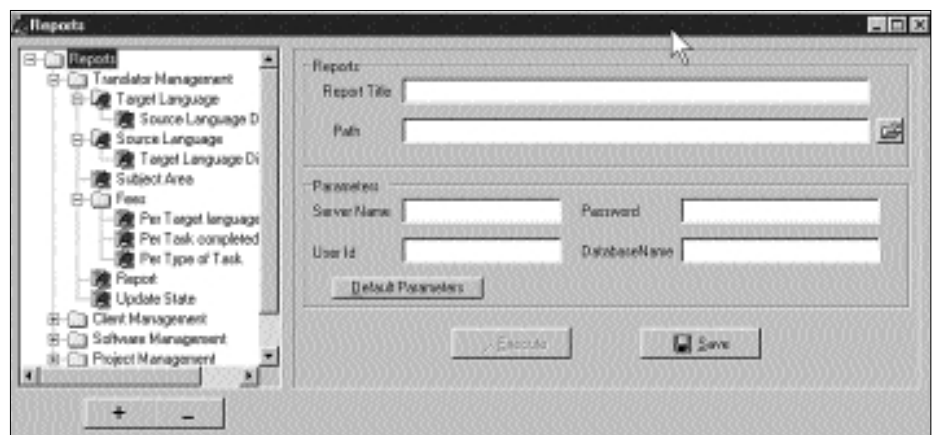 Reports
Reports
Translator Management
Target Language
Source Language D
Source Language
Target Language Di
Subject Area
Fees
Per Target language
Per Task completed
Per Type of Task
Report
Update State
Client Management
Software Management
Project Management
+ -
Reports
Report Title
Path
Parameters
Server Name
Password
User Id
DatabaseName
Default Parameters
Execute
Save